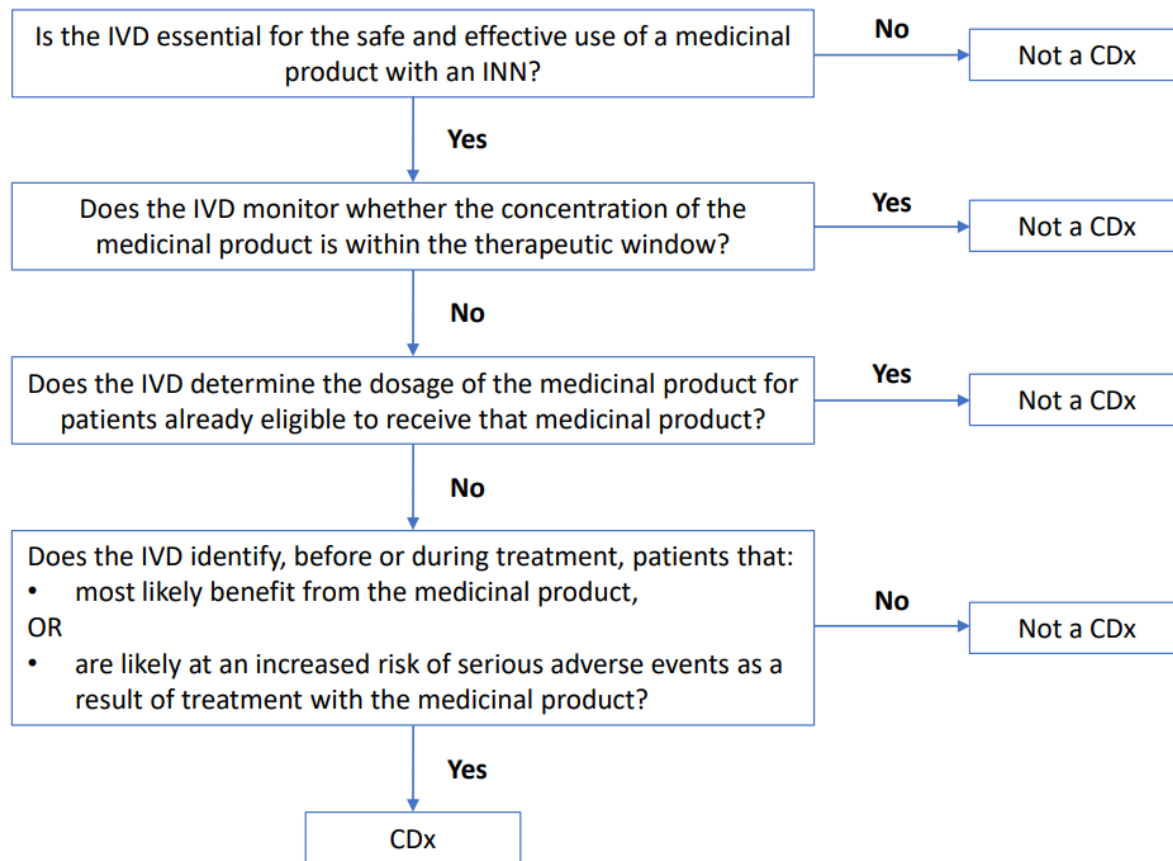 Is the IVD essential for the safe and effective use of a medicinal
product with an INN?
No
Not a CDx
Yes
Does the IVD monitor whether the concentration of the
medicinal product is within the therapeutic window?
Yes
Not a CDx
No
Does the IVD determine the dosage of the medicinal product for
patients already eligible to receive that medicinal product?
Yes
Not a CDx
No
Does the IVD identify, before or during treatment, patients that:
• most likely benefit from the medicinal product,
OR
• are likely at an increased risk of serious adverse events as a
result of treatment with the medicinal product?
No
Not a CDx
Yes
CDx